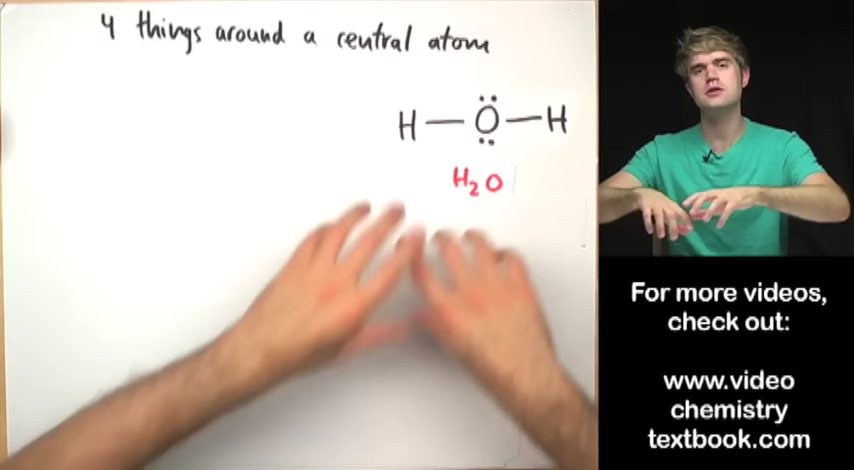 4 things around a central atom
H — Ö — H
H₂O
For more videos,
check out:
www.video
chemistry
textbook.com